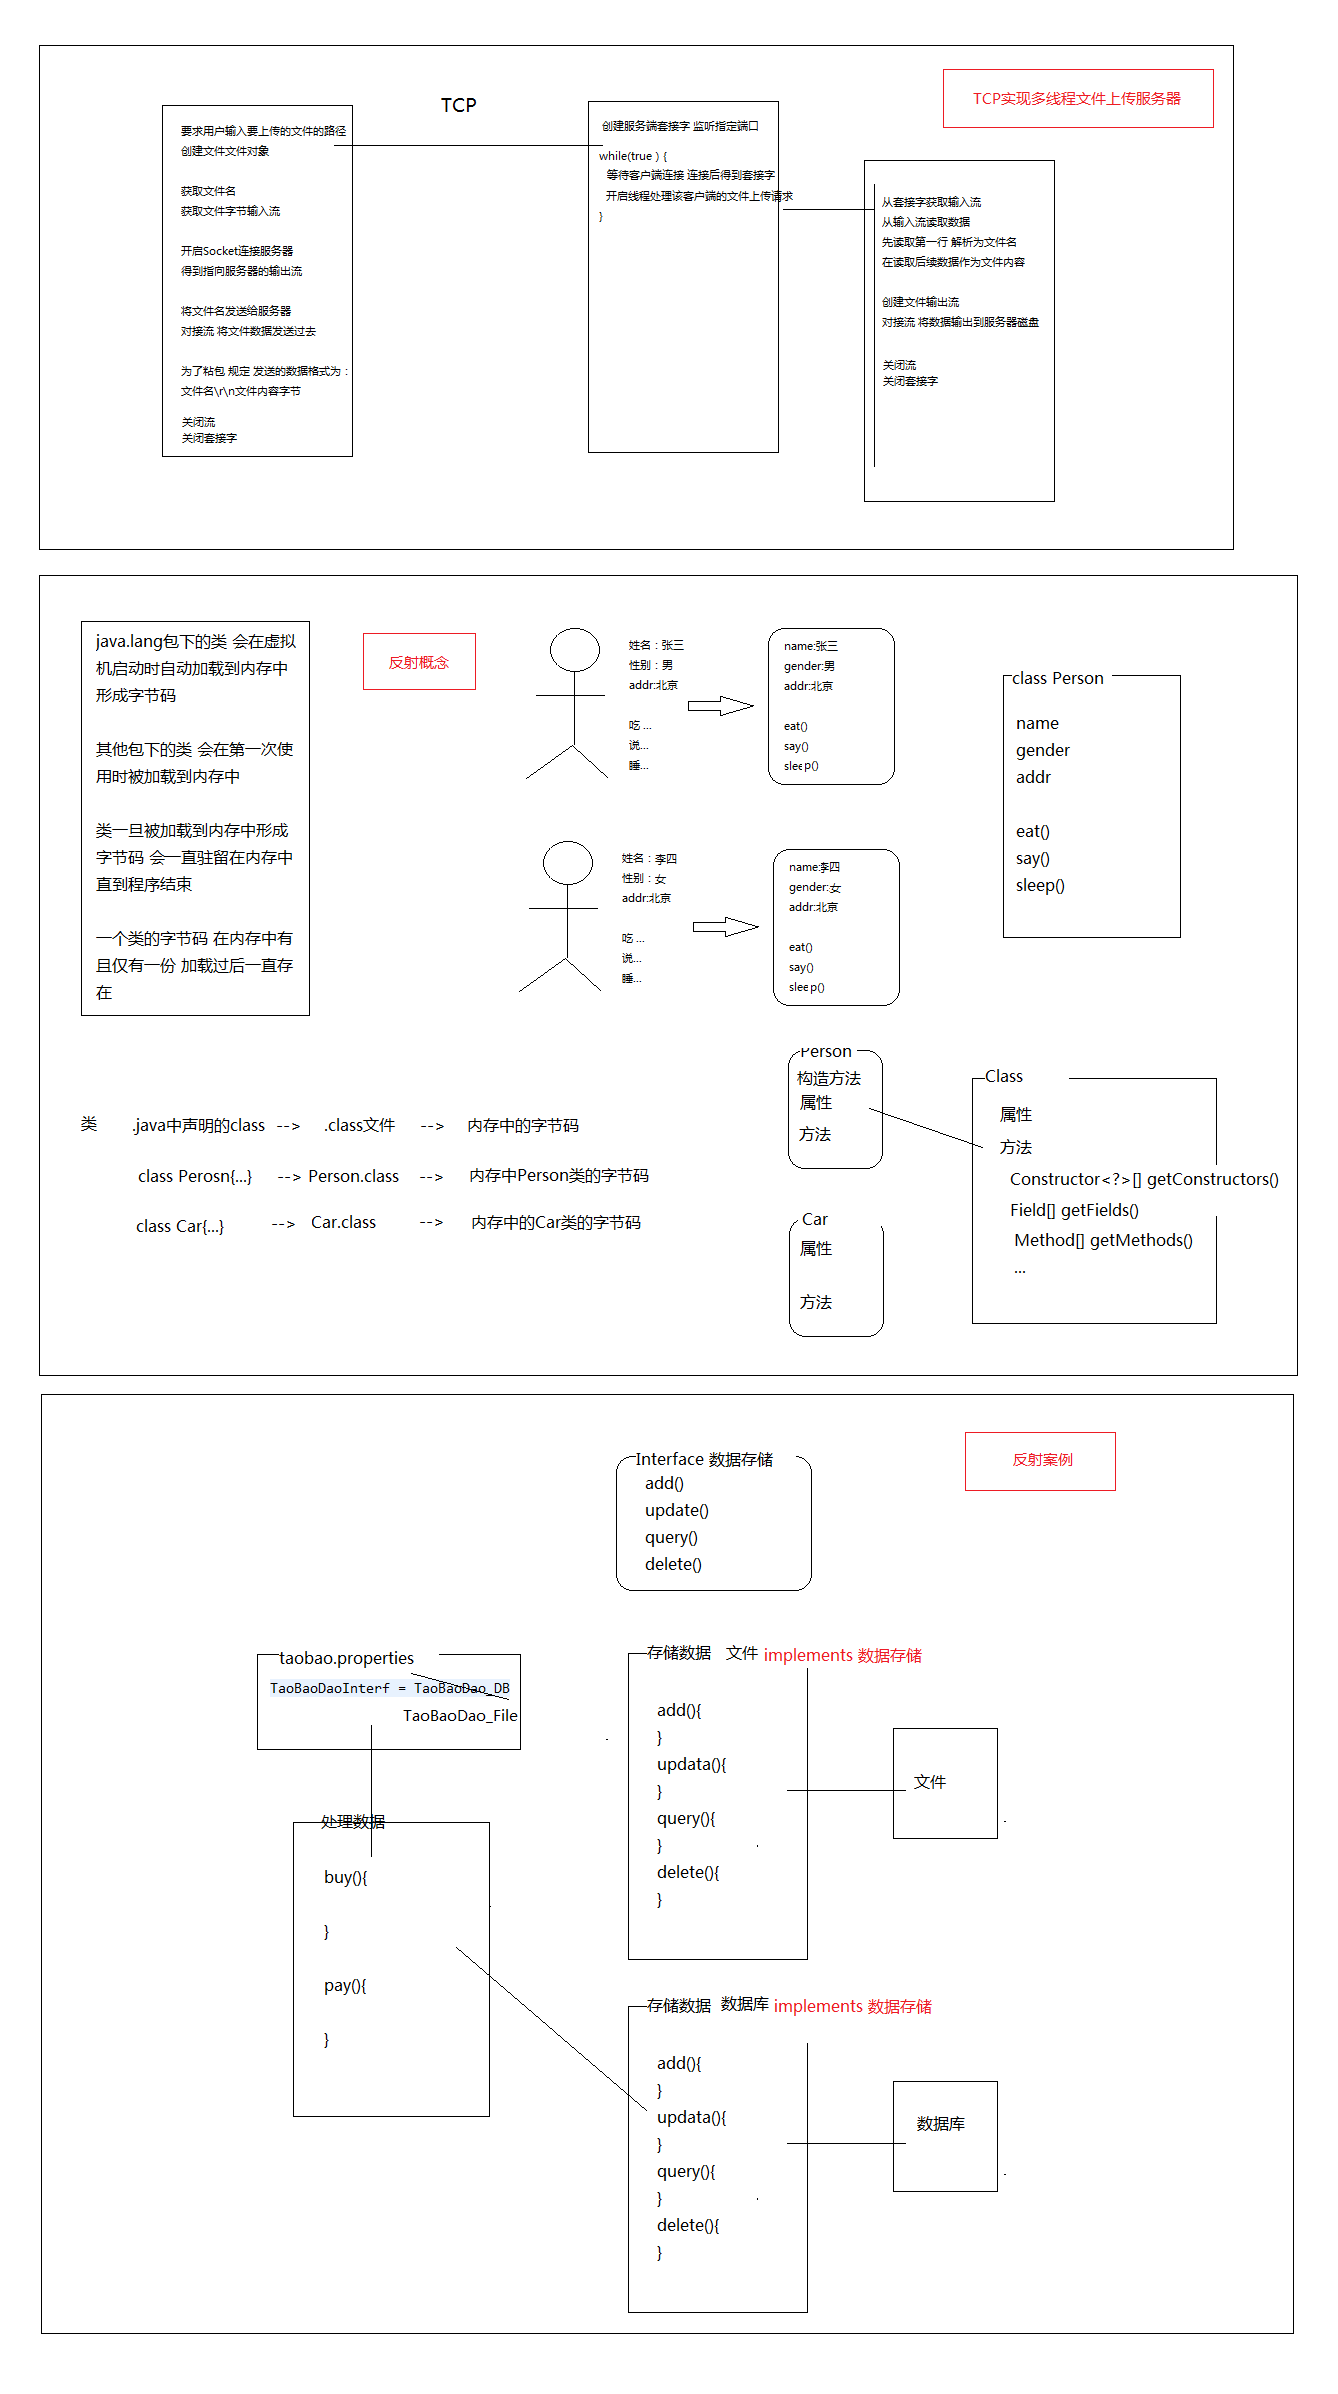 TCP实现多线程文件上传服务器
TCP
要求用户输入要上传的文件的路径
创建文件文件对象
获取文件名
获取文件字节输入流
开启Socket连接服务器
得到指向服务器的输出流
将文件名发送给服务器
对接流 将文件数据发送过去
为了粘包 规定 发送的数据格式为：
文件名\r\n文件内容字节
关闭流
关闭套接字
创建服务端套接字 监听指定端口
while(true ) {
等待客户端连接 连接后得到套接字
开启线程处理该客户端的文件上传请求
}
从套接字获取输入流
从输入流读取数据
先读取第一行 解析为文件名
在读取后续数据作为文件内容
创建文件输出流
对接流 将数据输出到服务器磁盘
关闭流
关闭套接字
java.lang包下的类 会在虚拟
机启动时自动加载到内存中
形成字节码
其他包下的类 会在第一次使
用时被加载到内存中
类一旦被加载到内存中形成
字节码 会一直驻留在内存中
直到程序结束
一个类的字节码 在内存中有
且仅有一份 加载过后一直存
在
反射概念
姓名：张三
性别：男
addr:北京
吃 ...
说...
睡...
name:张三
gender:男
addr:北京
eat()
say()
sleep()
class Person
name
gender
addr
eat()
say()
sleep()
姓名：李四
性别：女
addr:北京
吃 ...
说...
睡...
name:李四
gender:女
addr:北京
eat()
say()
sleep()
类 .java中声明的class --> .class文件 --> 内存中的字节码
class Perosn{...} --> Person.class --> 内存中Person类的字节码
class Car{...} --> Car.class --> 内存中的Car类的字节码
Person
构造方法
属性
方法
Car
属性
方法
Class
属性
方法
Constructor<?>[] getConstructors()
Field[] getFields()
Method[] getMethods()
...
反射案例
Interface 数据存储
add()
update()
query()
delete()
taobao.properties
TaoBaoDaoInterf = TaoBaoDao_DB
TaoBaoDao_File
处理数据
buy(){
}
pay(){
}
存储数据 文件 implements 数据存储
add(){
}
updata(){
}
query(){
}
delete(){
}
文件
存储数据 数据库 implements 数据存储
add(){
}
updata(){
}
query(){
}
delete(){
}
数据库